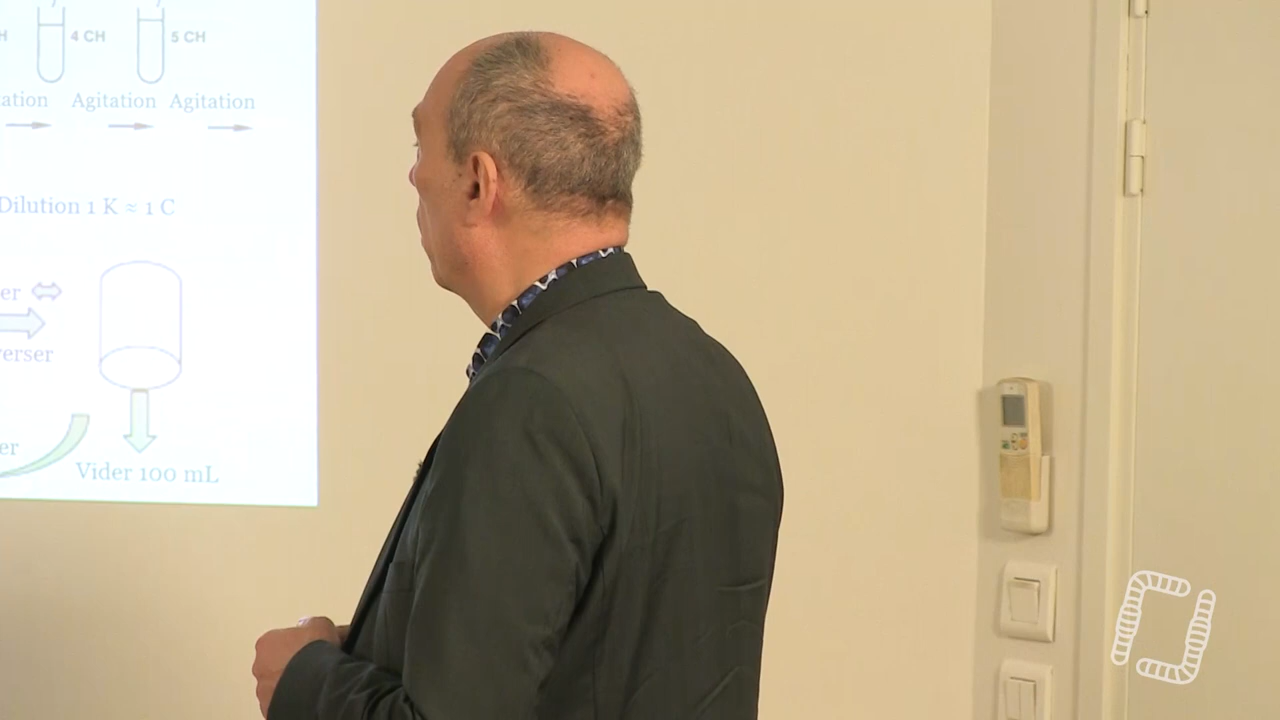 4 CH
5 CH
Agitation Agitation
Dilution 1 K ≈ 1 C
Vider 100 mL